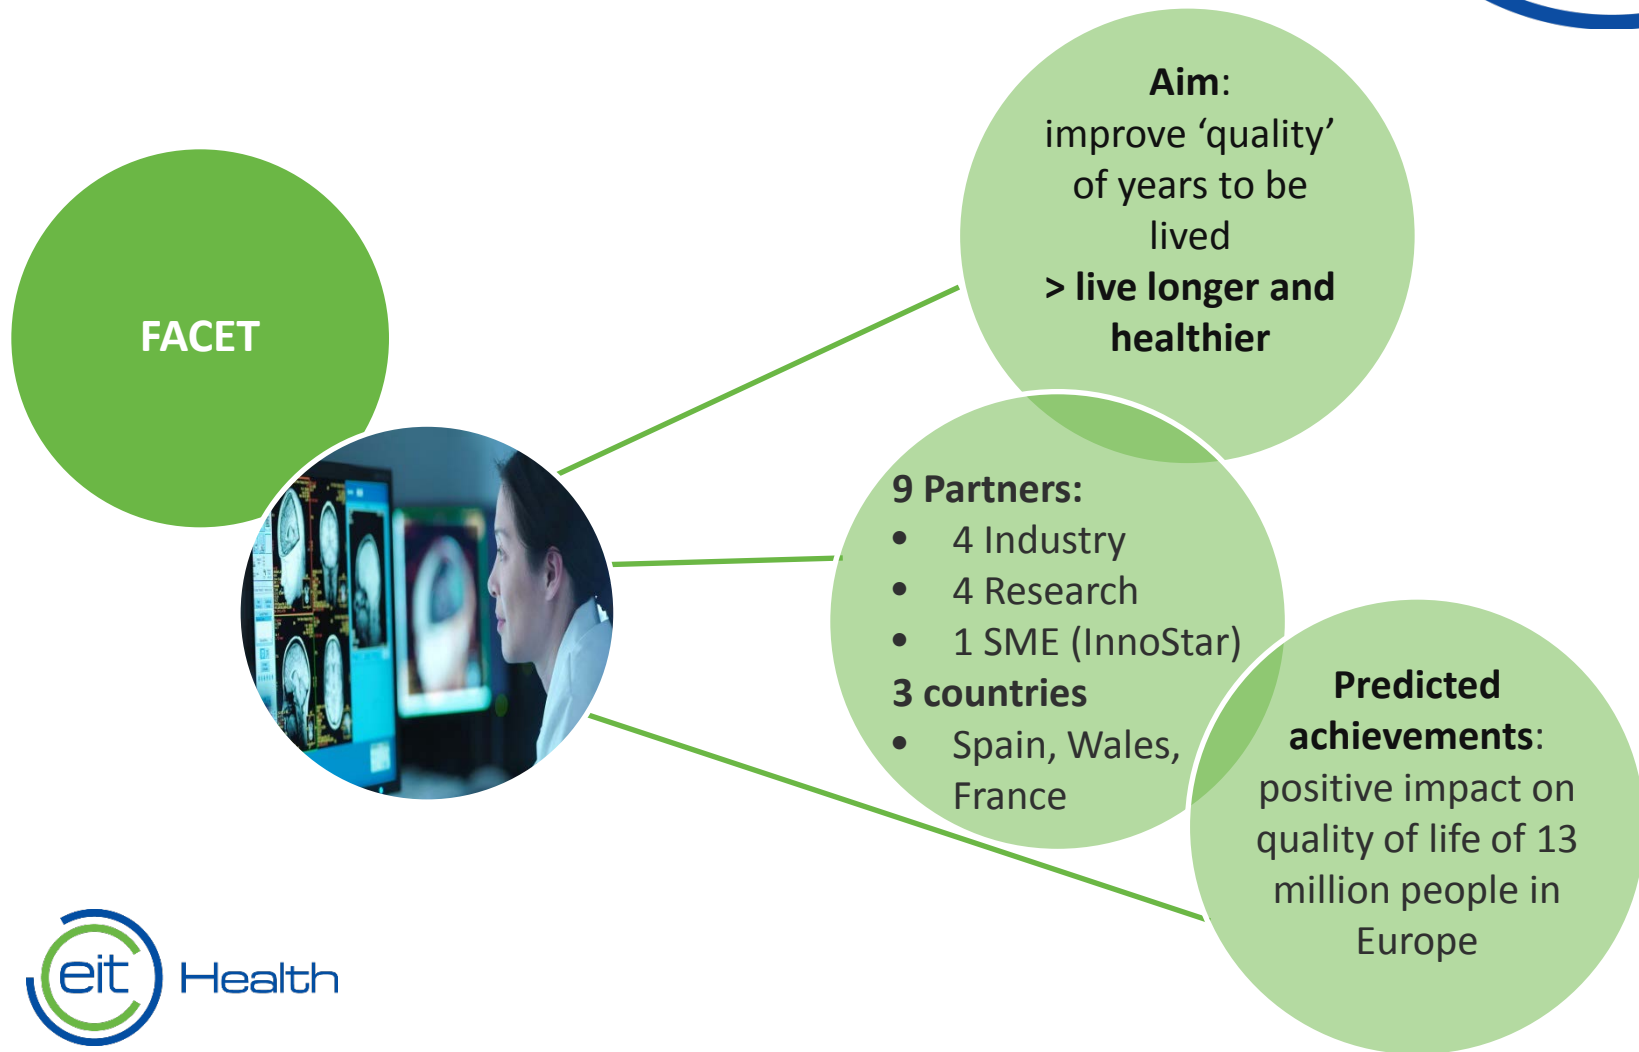 FACET
Aim:
improve ‘quality’
of years to be
lived
> live longer and
healthier
9 Partners:
• 4 Industry
• 4 Research
• 1 SME (InnoStar)
3 countries
• Spain, Wales,
France
Predicted
achievements:
positive impact on
quality of life of 13
million people in
Europe
eit Health